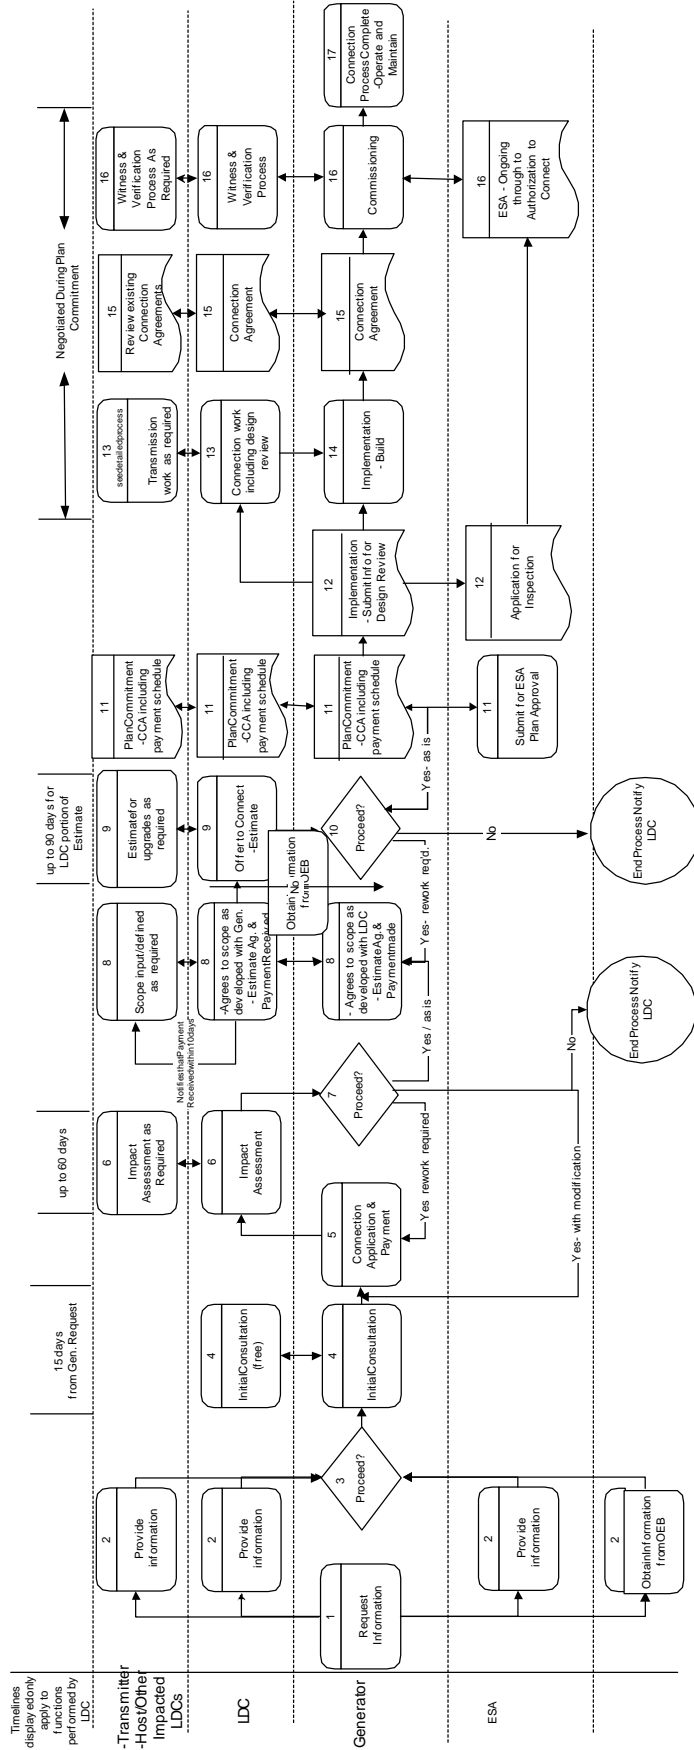 Timelines
displayed only
apply to
functions
performed by
LDC
15 days
from Gen. Request
up to 60 days
up to 90 days for
LDC portion of
Estimate
Negotiated During Plan
Commitment
-Transmitter
-Host/Other
Impacted
LDCs
2
Provide
information
6
Impact
Assessment as
Required
Notifies that Payment
Received within 10 days
8
Scope input/defined
as required
9
Estimate for
upgrades as
required
11
Plan Commitment
-CCA including
payment schedule
13
see detailed process
Transmission
work as required
15
Review existing
Connection
Agreements
16
Witness &
Verification
Process As
Required
LDC
2
Provide
information
4
Initial Consultation
(free)
6
Impact
Assessment
8
-Agrees to scope as
developed with Gen.
- Estimate Ag. &
Payment Received
9
Offer to Connect
-Estimate
11
Plan Commitment
-CCA including
payment schedule
13
Connection work
including design
review
15
Connection
Agreement
16
Witness &
Verification
Process
Generator
1
Request
Information
3
Proceed?
4
Initial Consultation
5
Connection
Application &
Payment
7
Proceed?
Yes rework required
Yes / as is
8
- Agrees to scope as
developed with LDC
- Estimate Ag. &
Payment made
No
from OEB
10
Proceed?
Yes- rework req'd.
Yes- as is
11
Plan Commitment
-CCA including
payment schedule
12
Implementation
- Submit Info for
Design Review
14
Implementation
- Build
15
Connection
Agreement
16
Commissioning
17
Connection
Process Complete
-Operate and
Maintain
ESA
2
Provide
information
Yes- with modification
No
No
11
Submit for ESA
Plan Approval
12
Application for
Inspection
16
ESA - Ongoing
through to
Authorization to
Connect
2
Obtain Information
from OEB
End Process Notify
LDC
End Process Notify
LDC